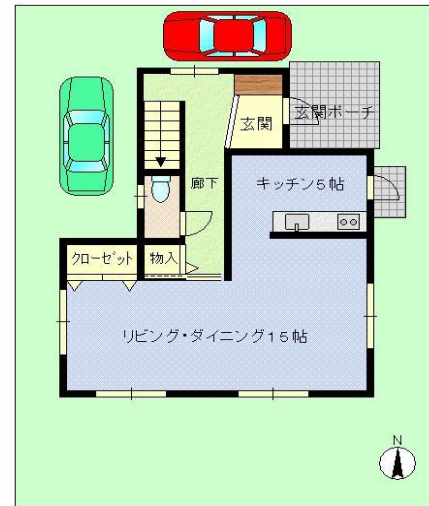 玄関ポーチ
玄関
廊下
キッチン5帖
クローゼット
物入
リビング・ダイニング15帖
N